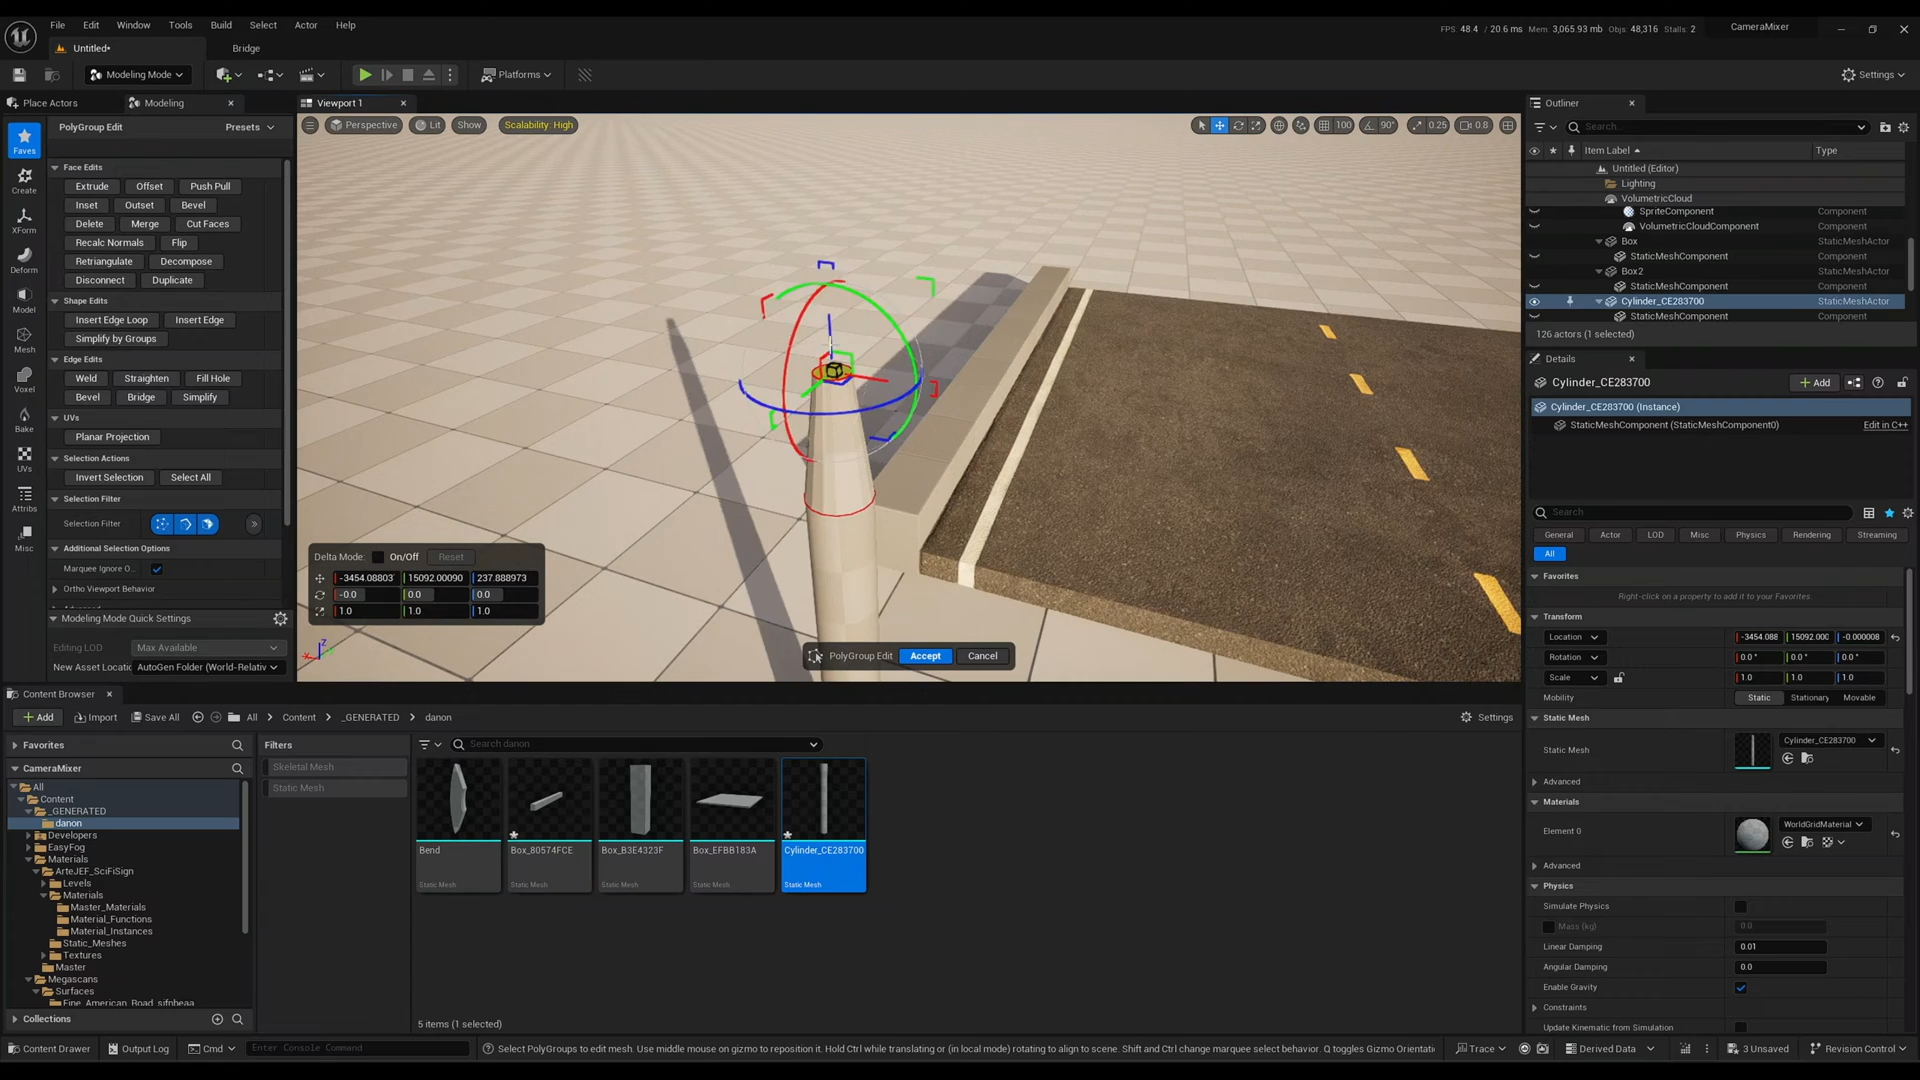 File Edit Window Tools Build Select Actor Help
FPS: 48.4 / 20.6 ms Mem: 3,065.93 mb Objs: 48,316 Stalls: 2
CameraMixer
Untitled*
Bridge
Modeling Mode
Platforms
Settings
Place Actors
Modeling
Viewport 1
Outliner
Faves
Create
XForm
Deform
Model
Mesh
Voxel
Bake
UVs
Attribs
Misc
PolyGroup Edit
Presets
Face Edits
Extrude Offset Push Pull
Inset Outset Bevel
Delete Merge Cut Faces
Recalc Normals Flip
Retriangulate Decompose
Disconnect Duplicate
Shape Edits
Insert Edge Loop Insert Edge
Simplify by Groups
Edge Edits
Weld Straighten Fill Hole
Bevel Bridge Simplify
UVs
Planar Projection
Selection Actions
Invert Selection Select All
Selection Filter
Selection Filter
Additional Selection Options
Marquee Ignore O...
Ortho Viewport Behavior
Modeling Mode Quick Settings
Editing LOD Max Available
New Asset Locatio AutoGen Folder (World-Relativ
Perspective Lit Show Scalability: High
100 90° 0.25 0.8
Delta Mode: On/Off Reset
-3454.08803 15092.00090 237.888973
-0.0 0.0 0.0
1.0 1.0 1.0
PolyGroup Edit Accept Cancel
Search...
Item Label Type
Untitled (Editor)
Lighting
VolumetricCloud
SpriteComponent Component
VolumetricCloudComponent Component
Box StaticMeshActor
StaticMeshComponent Component
Box2 StaticMeshActor
StaticMeshComponent Component
Cylinder_CE283700 StaticMeshActor
StaticMeshComponent Component
126 actors (1 selected)
Details
Cylinder_CE283700
Add
Cylinder_CE283700 (Instance)
StaticMeshComponent (StaticMeshComponent0) Edit in C++
Search
General Actor LOD Misc Physics Rendering Streaming
All
Favorites
Right-click on a property to add it to your Favorites.
Transform
Location -3454.088 15092.000 -0.000008
Rotation 0.0 ° 0.0 ° 0.0 °
Scale 1.0 1.0 1.0
Mobility Static Stationary Movable
Static Mesh
Static Mesh Cylinder_CE283700
Advanced
Materials
Element 0 WorldGridMaterial
Advanced
Physics
Simulate Physics
Mass (kg) 0.0
Linear Damping 0.01
Angular Damping 0.0
Enable Gravity
Constraints
Update Kinematic from Simulation
Content Browser
Add Import Save All All Content _GENERATED danon Settings
Favorites
CameraMixer
All
Content
_GENERATED
danon
Developers
EasyFog
Materials
ArteJEF_SciFiSign
Levels
Materials
Master_Materials
Material_Functions
Material_Instances
Static_Meshes
Textures
Master
Megascans
Surfaces
Fine_American_Road_sifnbeaa
Collections
Filters
Skeletal Mesh
Static Mesh
Search danon
Bend
Static Mesh
Box_80574FCE
Static Mesh
Box_B3E4323F
Static Mesh
Box_EFBB183A
Static Mesh
Cylinder_CE283700
Static Mesh
5 items (1 selected)
Content Drawer Output Log Cmd Enter Console Command
Select PolyGroups to edit mesh. Use middle mouse on gizmo to reposition it. Hold Ctrl while translating or (in local mode) rotating to align to scene. Shift and Ctrl change marquee select behavior. Q toggles Gizmo Orientatio
Trace Derived Data 3 Unsaved Revision Control